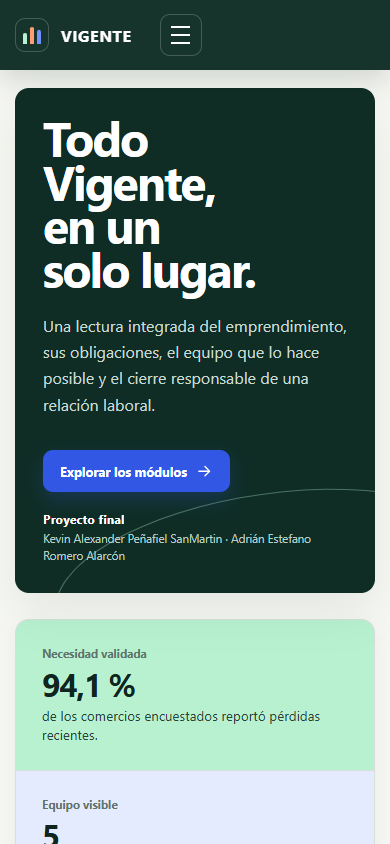 VIGENTE
Todo
Vigente,
en un
solo lugar.
Una lectura integrada del emprendimiento,
sus obligaciones, el equipo que lo hace
posible y el cierre responsable de una
relación laboral.
Explorar los módulos →
Proyecto final
Kevin Alexander Peñafiel SanMartin · Adrián Estefano
Romero Alarcón
Necesidad validada
94,1 %
de los comercios encuestados reportó pérdidas
recientes.
Equipo visible
5